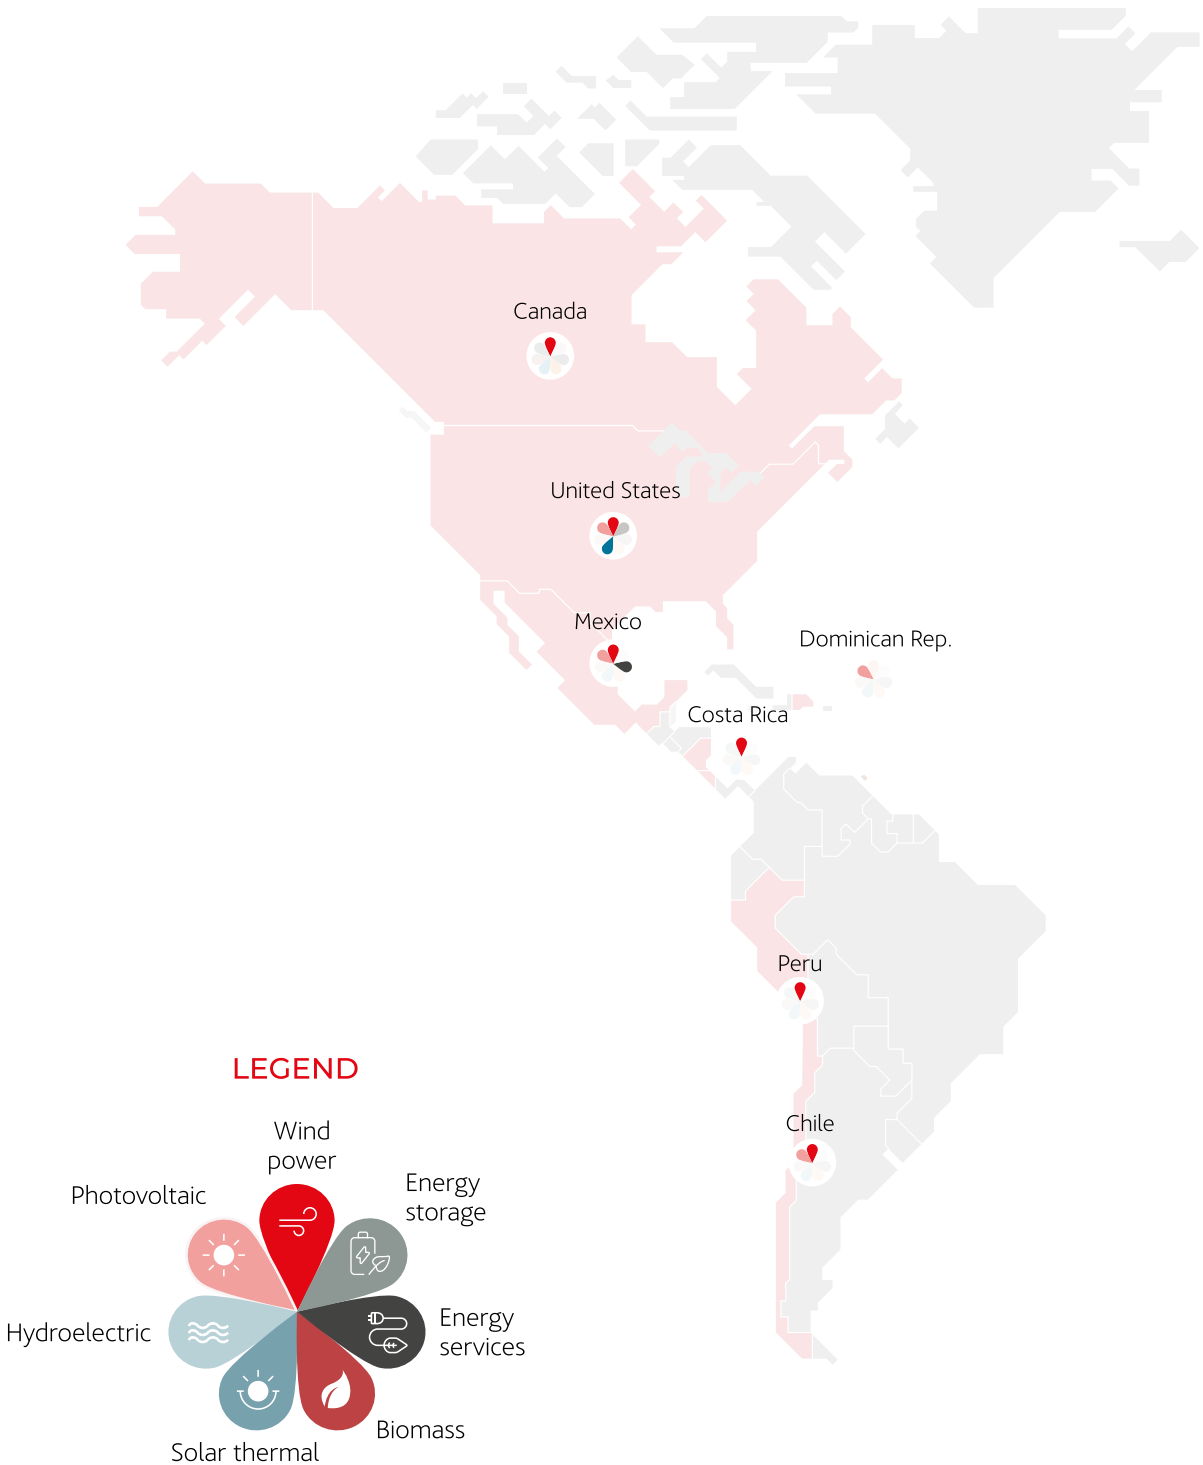 Canada
United States
Mexico
Dominican Rep.
Costa Rica
Peru
Chile
LEGEND
Wind
power
Photovoltaic
Energy
storage
Hydroelectric
Energy
services
Biomass
Solar thermal